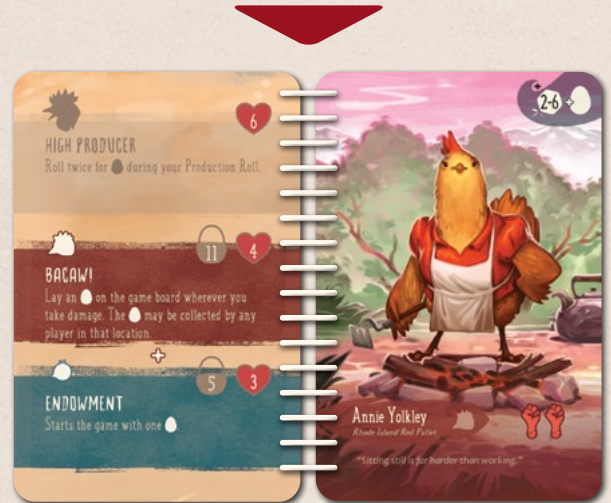 6
HIGH PRODUCER
Roll twice for during your Production Roll.
11 4
BACAW!
Lay an on the game board wherever you
take damage. The may be collected by any
player in that location.
+
5 3
ENDOWMENT
Starts the game with one
2-6 +
Annie Yolkley
Rhode Island Red Pullet
"Sitting still is far harder than working."